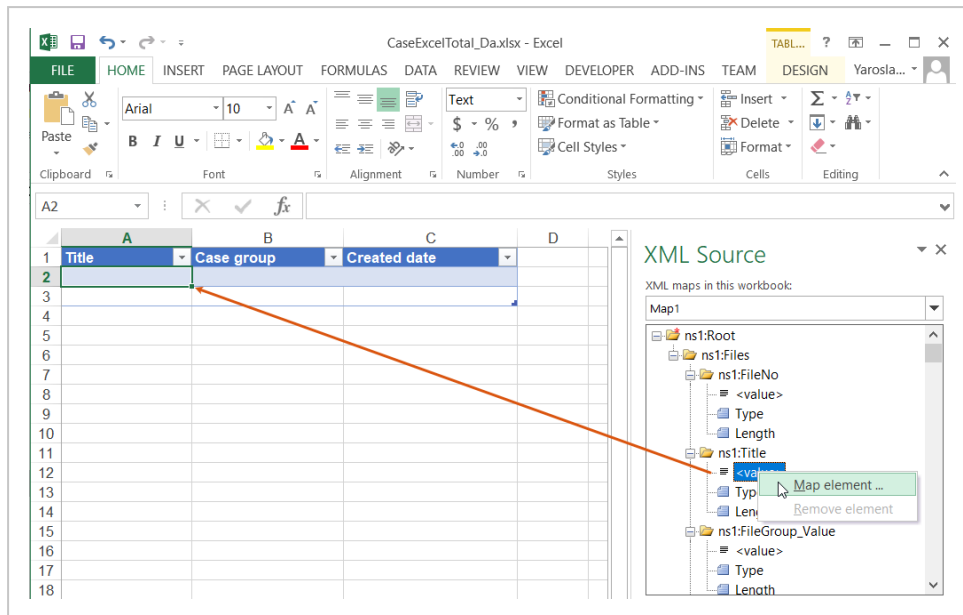 CaseExcelTotal_Da.xlsx - Excel
TABL... ?
FILE HOME INSERT PAGE LAYOUT FORMULAS DATA REVIEW VIEW DEVELOPER ADD-INS TEAM DESIGN Yarosla...
Paste
Arial 10 A A
B I U A
Text
$ % ,
←.0 .00
.00 →.0
Conditional Formatting
Format as Table
Cell Styles
Insert
Delete
Format
Σ A Z
Clipboard Font Alignment Number Styles Cells Editing
A2 fx
A B C D
1 Title Case group Created date
2
3
4
5
6
7
8
9
10
11
12
13
14
15
16
17
18
XML Source
XML maps in this workbook:
Map1
ns1:Root
ns1:Files
ns1:FileNo
<value>
Type
Length
ns1:Title
Map element ...
Remove element
ns1:FileGroup_Value
<value>
Type
Length